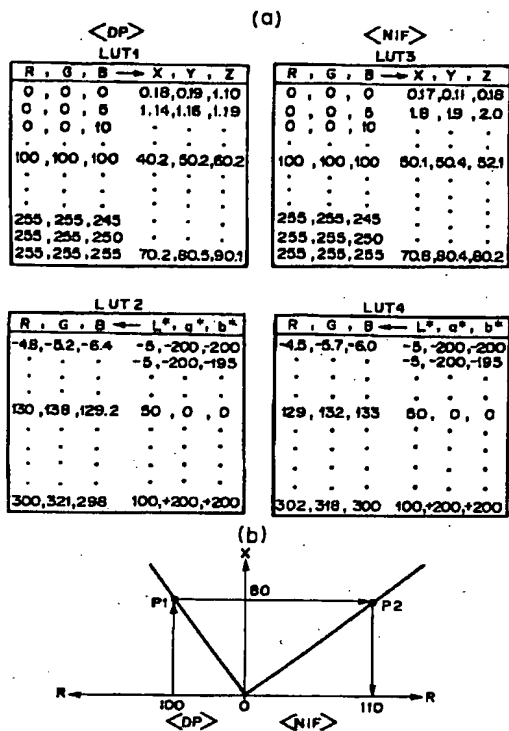 (a)
<DP>
LUT1
R , G , B → X , Y , Z
0 , 0 , 0 0.18,0.19,1.10
0 , 0 , 5 1.14,1.16,1.19
0 , 0 , 10
100 , 100 , 100 40.2, 50.2, 60.2
255 , 255 , 245
255 , 255 , 250
255 , 255 , 255 70.2, 80.5, 90.1
<NIF>
LUT3
R , G , B → X , Y , Z
0 , 0 , 0 0.17, 0.11, 0.18
0 , 0 , 5 1.8, 1.9, 2.0
0 , 0 , 10
100 , 100 , 100 50.1, 50.4, 52.1
255 , 255 , 245
255 , 255 , 250
255 , 255 , 255 70.8, 80.4, 80.2
LUT2
R , G , B ← L*, a*, b*
-4.8, -5.2, -6.4 -5, -200, -200
-5, -200, -195
130 , 138 , 129.2 50 , 0 , 0
300 , 321 , 298 100, +200, +200
LUT4
R , G , B ← L*, a*, b*
-4.5, -5.7, -6.0 -5, -200, -200
-5, -200, -195
129 , 132 , 133 50 , 0 , 0
302 , 318 , 300 100, +200, +200
(b)
X
P1 60 P2
R 100 0 110 R
<DP> <NIF>